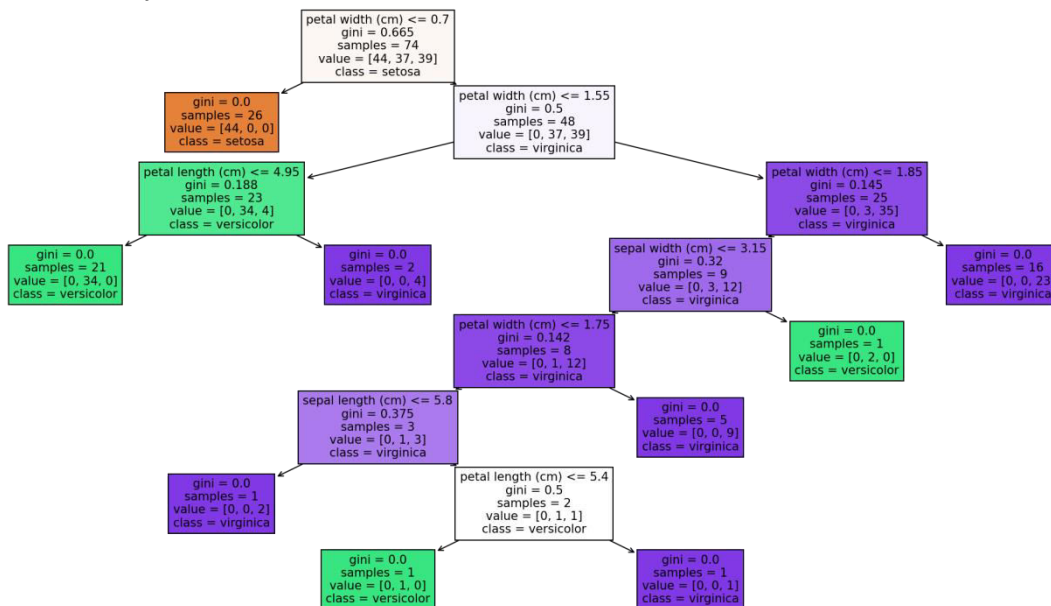 petal width (cm) <= 0.7
gini = 0.665
samples = 74
value = [44, 37, 39]
class = setosa
gini = 0.0
samples = 26
value = [44, 0, 0]
class = setosa
petal width (cm) <= 1.55
gini = 0.5
samples = 48
value = [0, 37, 39]
class = virginica
petal length (cm) <= 4.95
gini = 0.188
samples = 23
value = [0, 34, 4]
class = versicolor
petal width (cm) <= 1.85
gini = 0.145
samples = 25
value = [0, 3, 35]
class = virginica
gini = 0.0
samples = 21
value = [0, 34, 0]
class = versicolor
gini = 0.0
samples = 2
value = [0, 0, 4]
class = virginica
sepal width (cm) <= 3.15
gini = 0.32
samples = 9
value = [0, 3, 12]
class = virginica
gini = 0.0
samples = 16
value = [0, 0, 23]
class = virginica
petal width (cm) <= 1.75
gini = 0.142
samples = 8
value = [0, 1, 12]
class = virginica
gini = 0.0
samples = 1
value = [0, 2, 0]
class = versicolor
sepal length (cm) <= 5.8
gini = 0.375
samples = 3
value = [0, 1, 3]
class = virginica
gini = 0.0
samples = 5
value = [0, 0, 9]
class = virginica
gini = 0.0
samples = 1
value = [0, 0, 2]
class = virginica
petal length (cm) <= 5.4
gini = 0.5
samples = 2
value = [0, 1, 1]
class = versicolor
gini = 0.0
samples = 1
value = [0, 1, 0]
class = versicolor
gini = 0.0
samples = 1
value = [0, 0, 1]
class = virginica